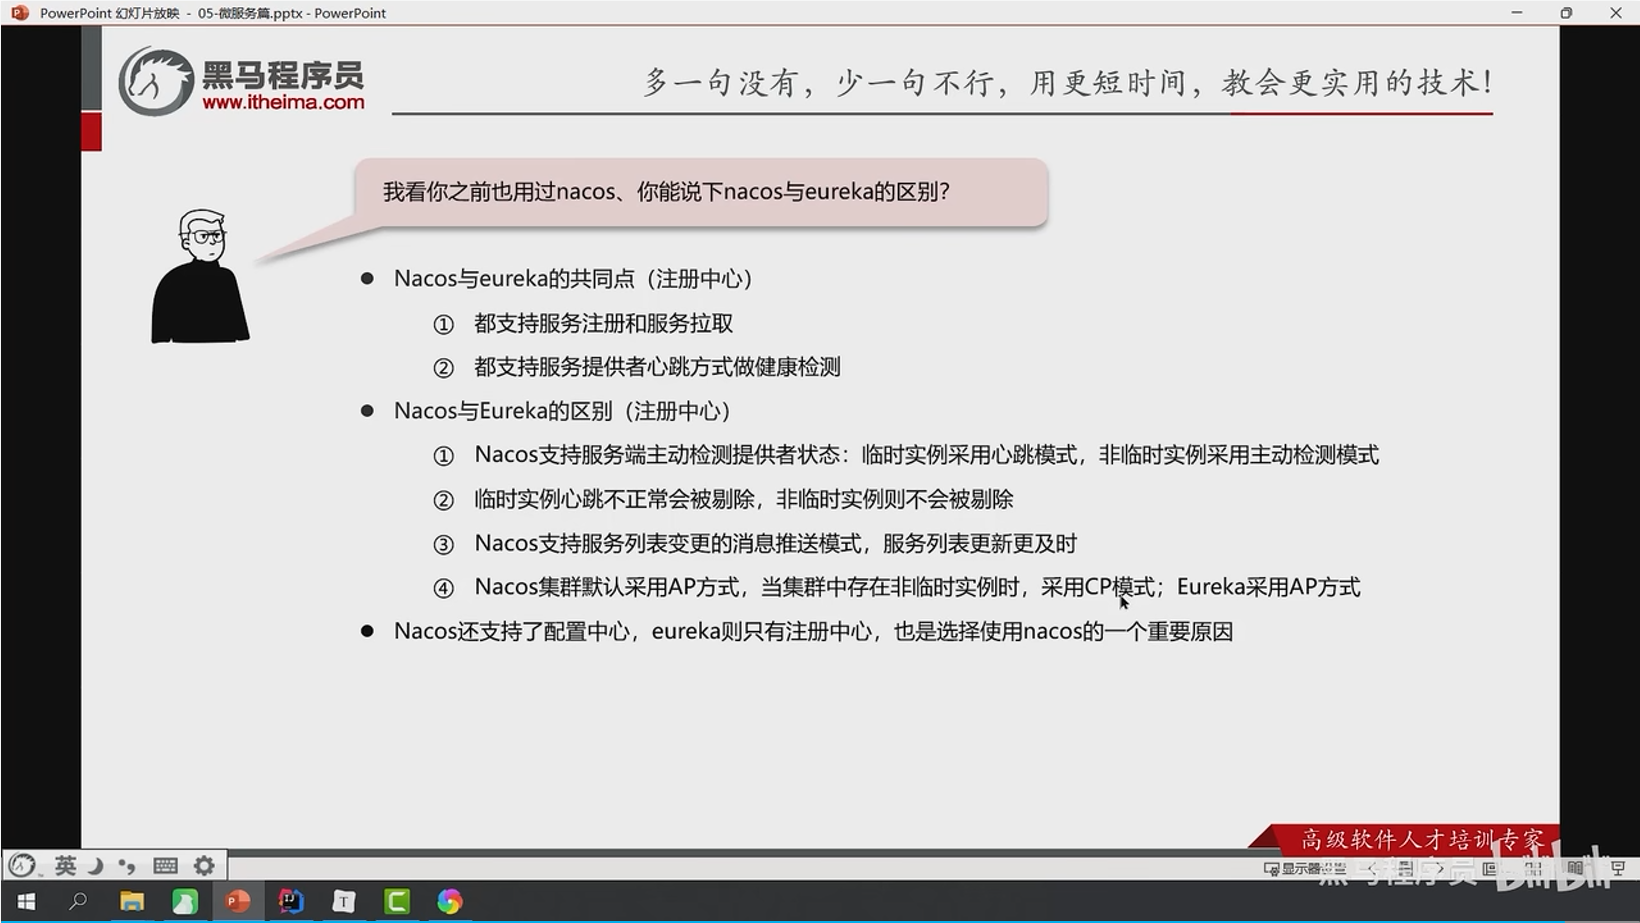 PowerPoint 幻灯片放映 - 05-微服务篇.pptx - PowerPoint
黑马程序员
www.itheima.com
多一句没有，少一句不行，用更短时间，教会更实用的技术！
我看你之前也用过nacos、你能说下nacos与eureka的区别？
● Nacos与eureka的共同点（注册中心）
① 都支持服务注册和服务拉取
② 都支持服务提供者心跳方式做健康检测
● Nacos与Eureka的区别（注册中心）
① Nacos支持服务端主动检测提供者状态：临时实例采用心跳模式，非临时实例采用主动检测模式
② 临时实例心跳不正常会被剔除，非临时实例则不会被剔除
③ Nacos支持服务列表变更的消息推送模式，服务列表更新更及时
④ Nacos集群默认采用AP方式，当集群中存在非临时实例时，采用CP模式；Eureka采用AP方式
● Nacos还支持了配置中心，eureka则只有注册中心，也是选择使用nacos的一个重要原因
高级软件人才培训专家
英
显示器
黑马程序员 bilibili